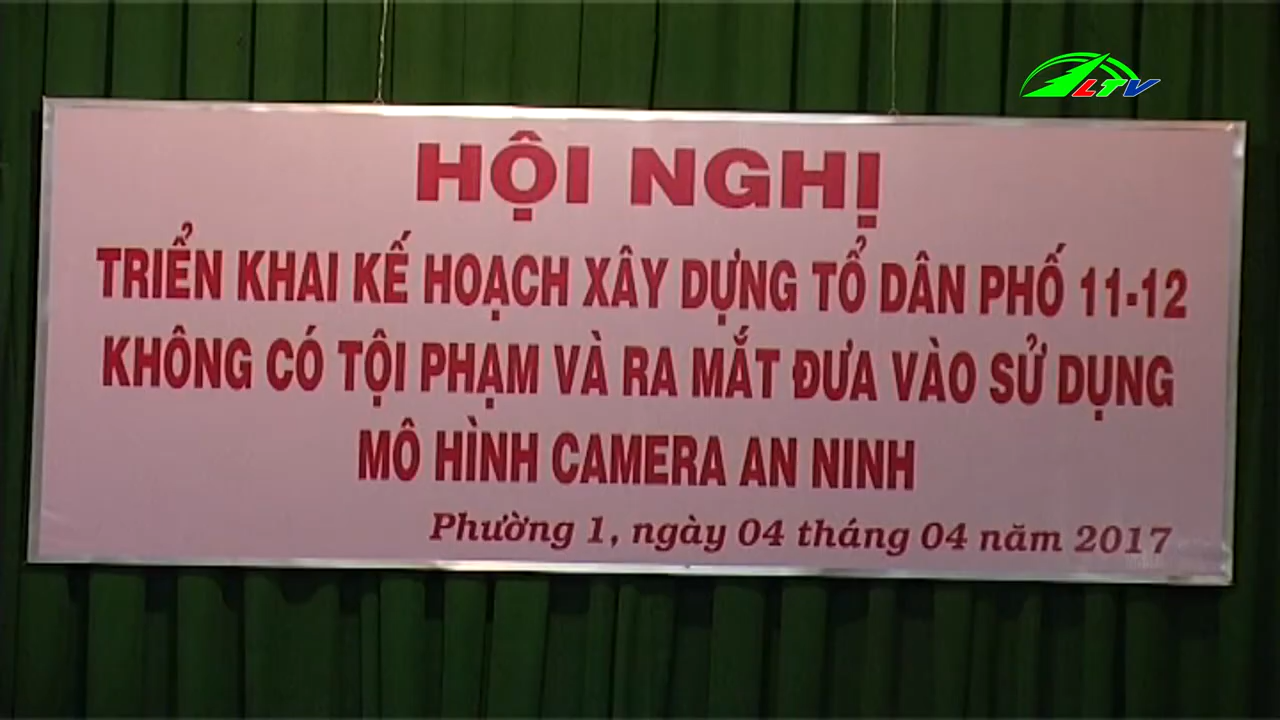 LTV
HỘI NGHỊ
TRIỂN KHAI KẾ HOẠCH XÂY DỰNG TỔ DÂN PHỐ 11-12
KHÔNG CÓ TỘI PHẠM VÀ RA MẮT ĐƯA VÀO SỬ DỤNG
MÔ HÌNH CAMERA AN NINH
Phường 1, ngày 04 tháng 04 năm 2017